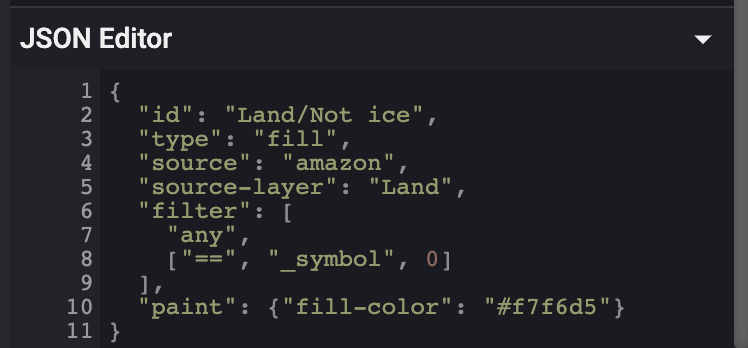 JSON Editor
1 {
2   "id": "Land/Not ice",
3   "type": "fill",
4   "source": "amazon",
5   "source-layer": "Land",
6   "filter": [
7     "any",
8     ["==", "_symbol", 0]
9   ],
10   "paint": {"fill-color": "#f7f6d5"}
11 }